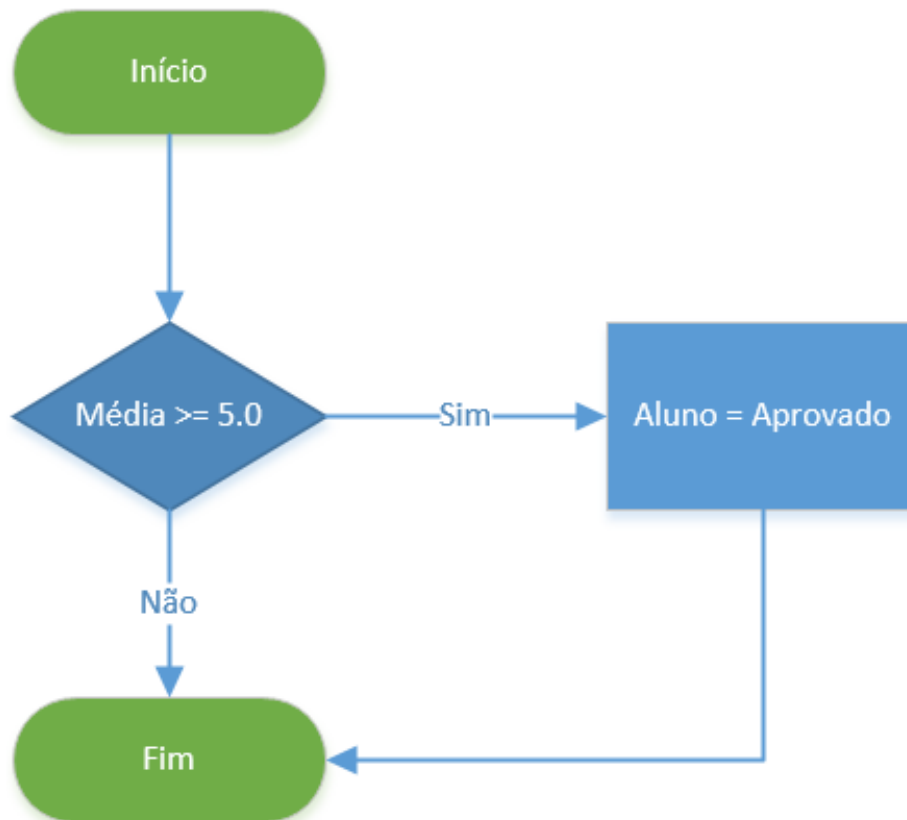 Início
Média >= 5.0
Sim
Aluno = Aprovado
Não
Fim